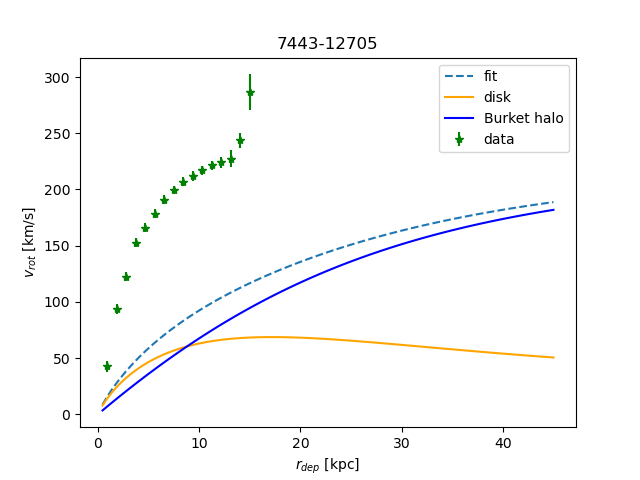 7443-12705
300
250
200
150
100
50
0
v_rot [km/s]
fit
disk
Burket halo
data
0 10 20 30 40
r_dep [kpc]